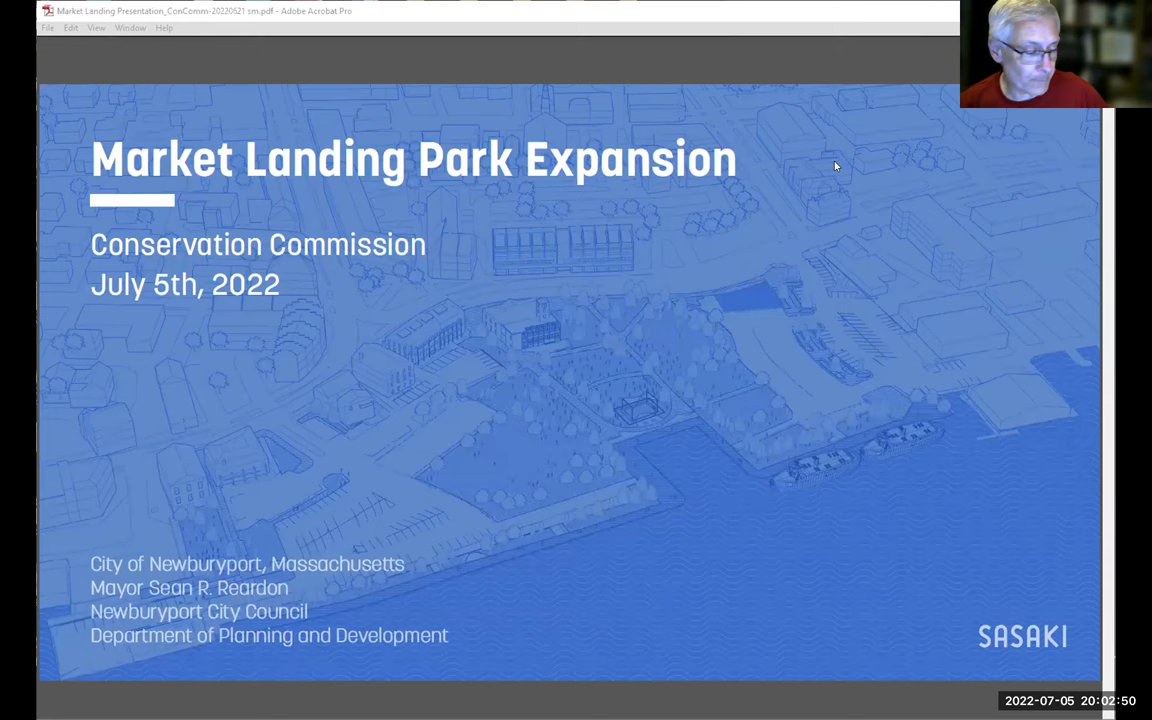 Market Landing Presentation_ConComm-20220621 sm.pdf - Adobe Acrobat Pro
File Edit View Window Help
Market Landing Park Expansion
Conservation Commission
July 5th, 2022
City of Newburyport, Massachusetts
Mayor Sean R. Reardon
Newburyport City Council
Department of Planning and Development
SASAKI
2022-07-05 20:02:50